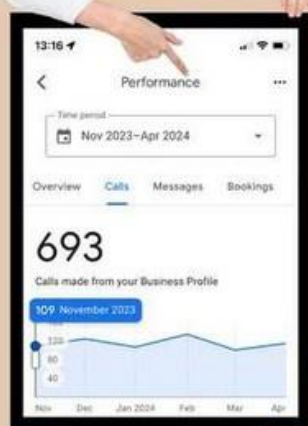 13:16
Performance
Time period
Nov 2023–Apr 2024
Overview Calls Messages Bookings
693
Calls made from your Business Profile
109 November 2023
120
80
40
Nov Dec Jan 2024 Feb Mar Apr